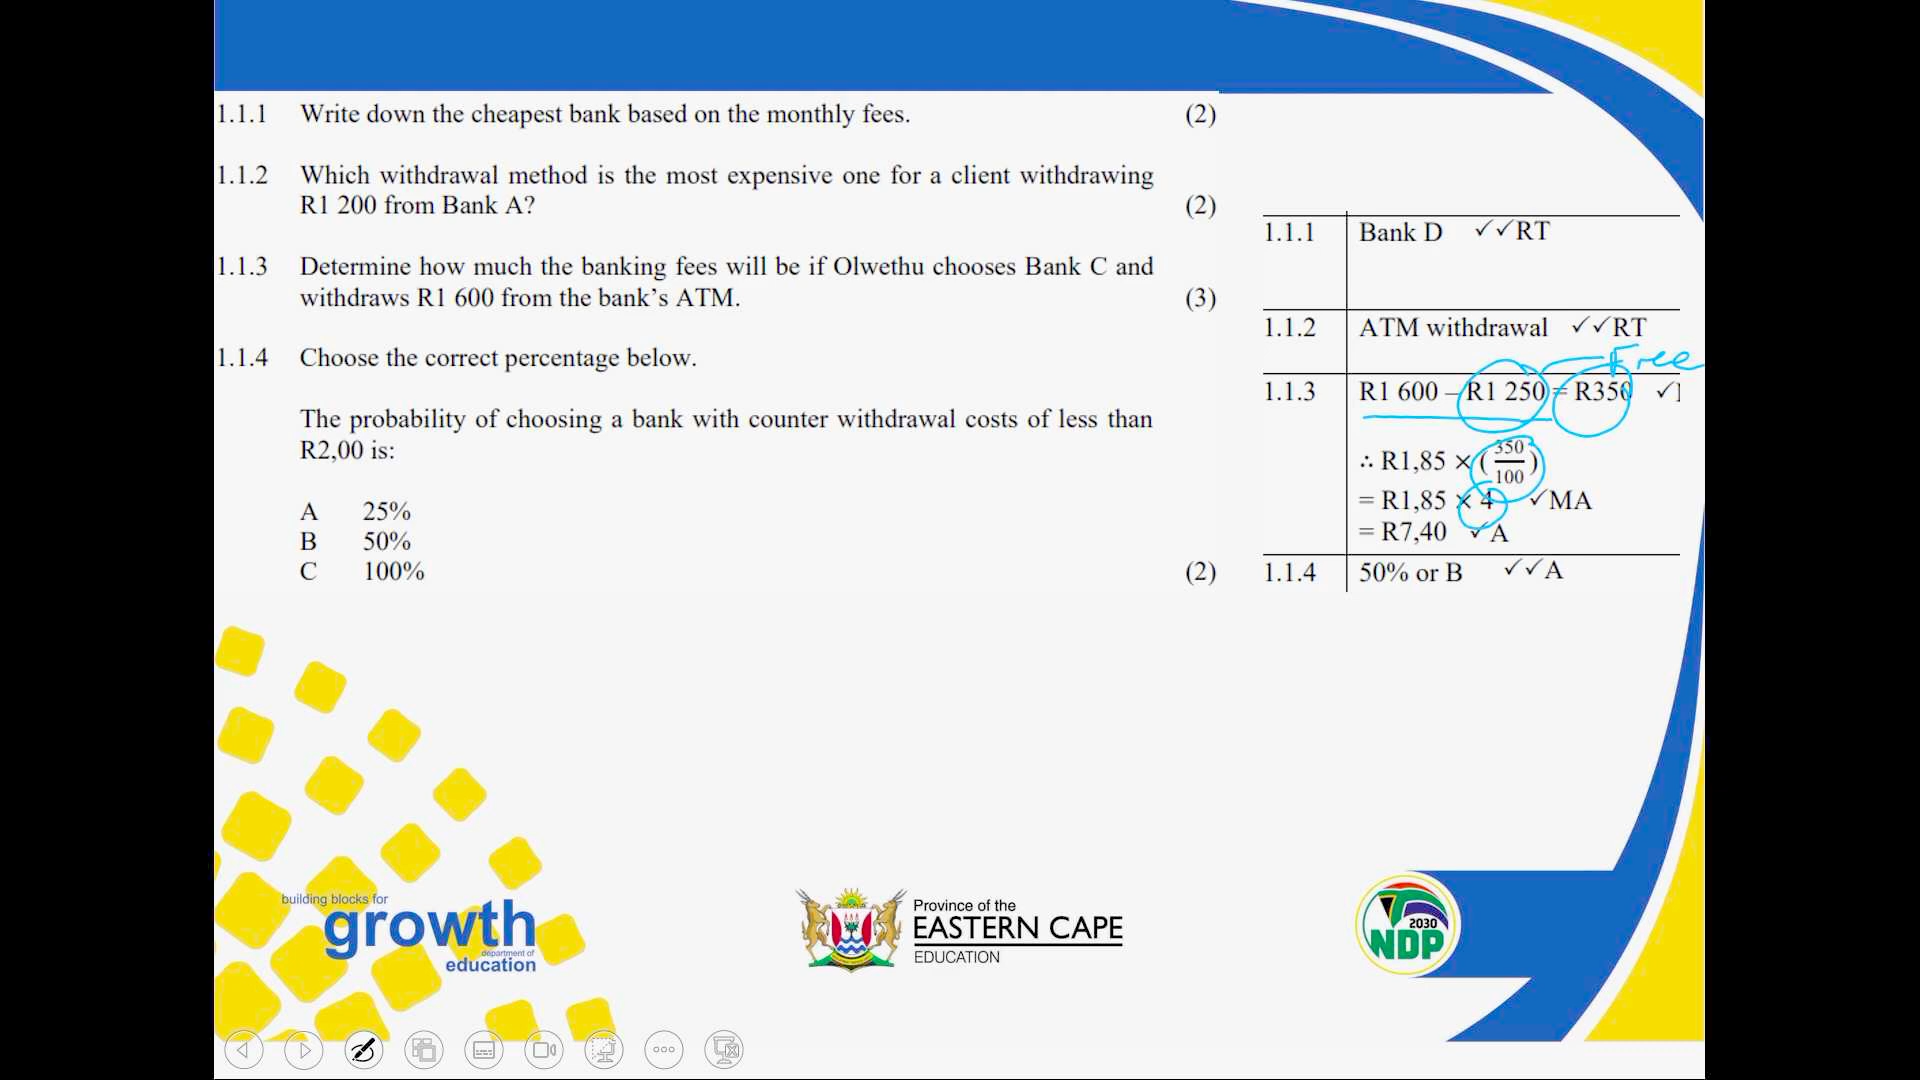 1.1.1 Write down the cheapest bank based on the monthly fees. (2)
1.1.2 Which withdrawal method is the most expensive one for a client withdrawing
R1 200 from Bank A? (2)
1.1.3 Determine how much the banking fees will be if Olwethu chooses Bank C and
withdraws R1 600 from the bank’s ATM. (3)
1.1.4 Choose the correct percentage below.
The probability of choosing a bank with counter withdrawal costs of less than
R2,00 is:
A 25%
B 50%
C 100%
(2)
1.1.1 Bank D ✓✓RT
1.1.2 ATM withdrawal ✓✓RT
Free
1.1.3 R1 600 – R1 250 = R350 ✓
∴ R1,85 × (350/100)
= R1,85 × 4 ✓MA
= R7,40 ✓A
1.1.4 50% or B ✓✓A
building blocks for
growth
department of
education
Province of the
EASTERN CAPE
EDUCATION
2030
NDP